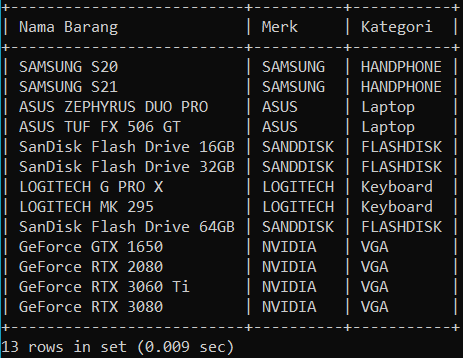 Nama Barang | Merk | Kategori
SAMSUNG S20 | SAMSUNG | HANDPHONE
SAMSUNG S21 | SAMSUNG | HANDPHONE
ASUS ZEPHYRUS DUO PRO | ASUS | Laptop
ASUS TUF FX 506 GT | ASUS | Laptop
SanDisk Flash Drive 16GB | SANDDISK | FLASHDISK
SanDisk Flash Drive 32GB | SANDDISK | FLASHDISK
LOGITECH G PRO X | LOGITECH | Keyboard
LOGITECH MK 295 | LOGITECH | Keyboard
SanDisk Flash Drive 64GB | SANDDISK | FLASHDISK
GeForce GTX 1650 | NVIDIA | VGA
GeForce RTX 2080 | NVIDIA | VGA
GeForce RTX 3060 Ti | NVIDIA | VGA
GeForce RTX 3080 | NVIDIA | VGA
13 rows in set (0.009 sec)